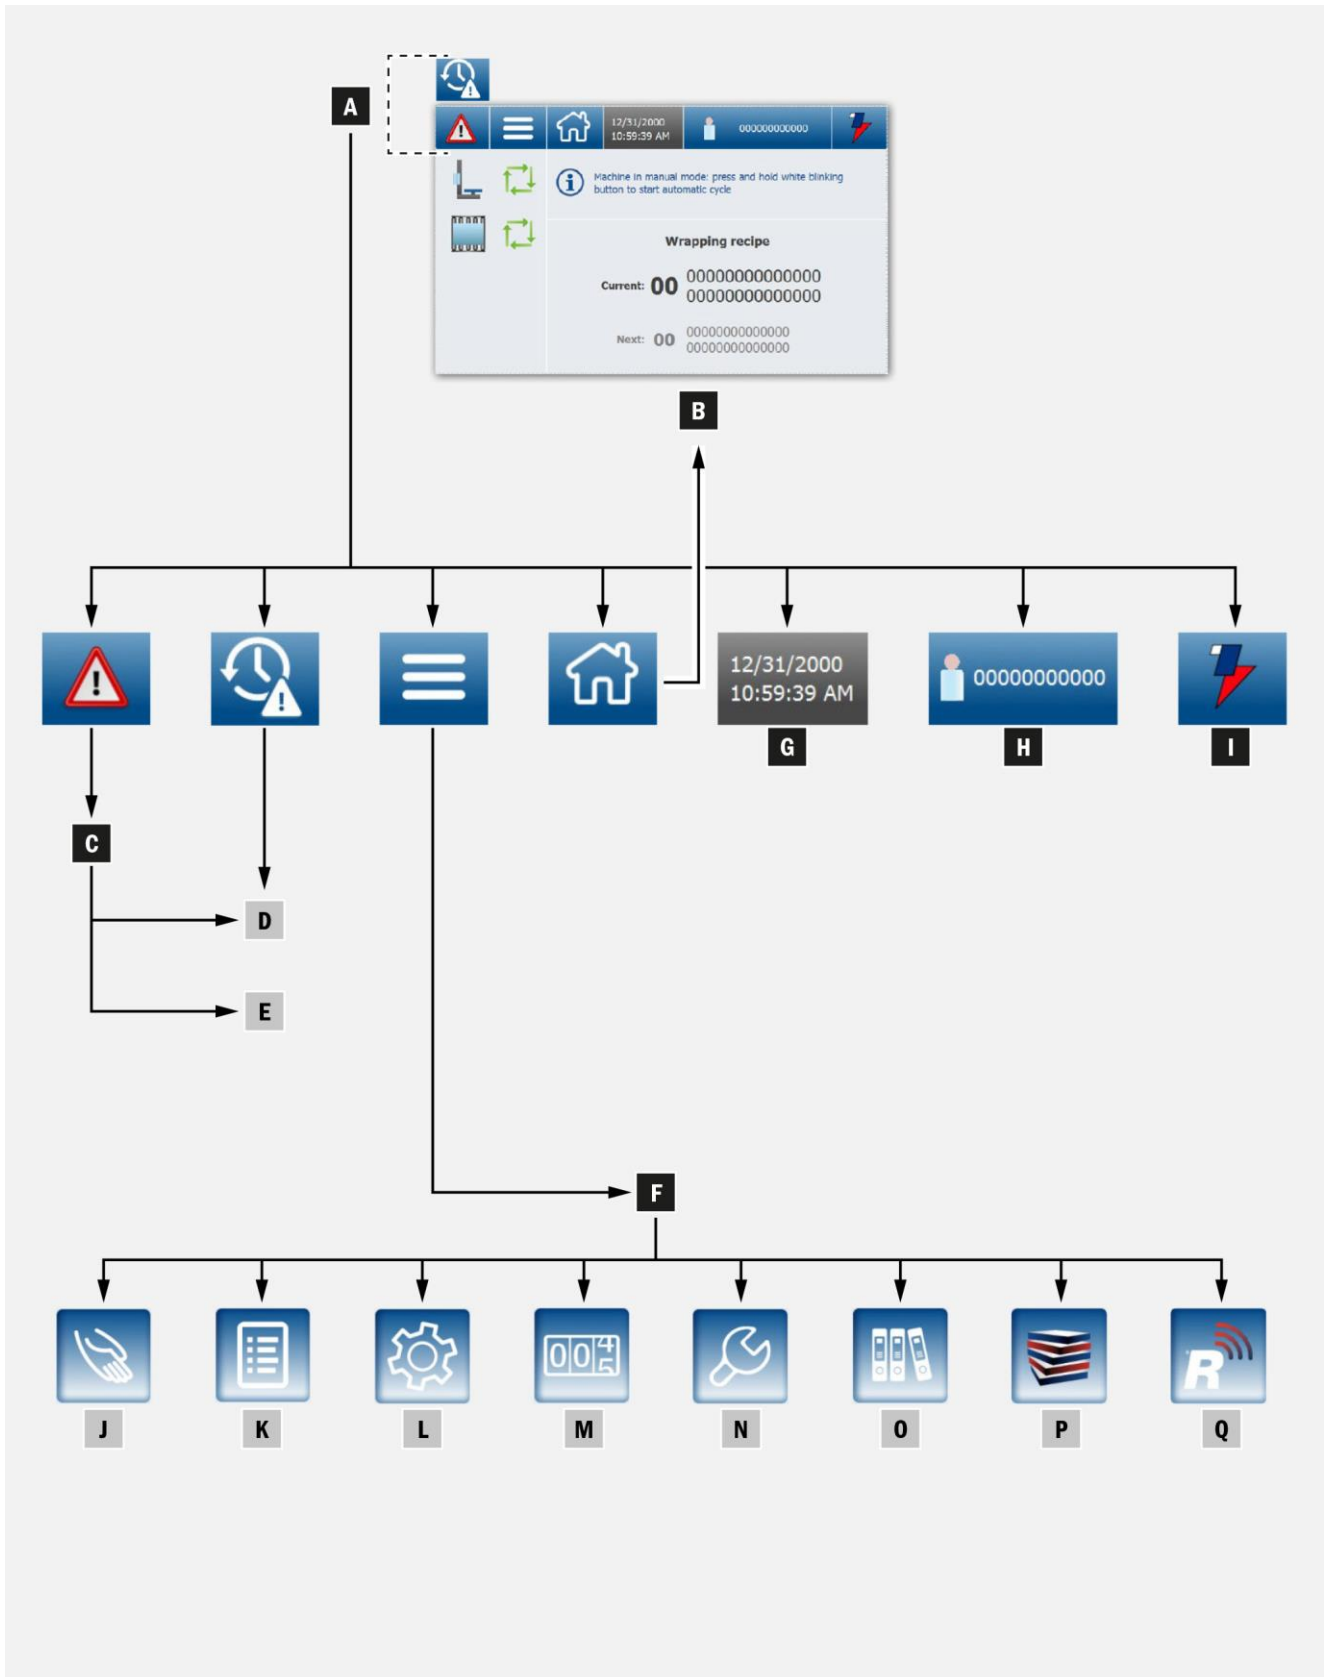 A
12/31/2000
10:59:39 AM
000000000000
Machine in manual mode: press and hold white blinking
button to start automatic cycle
Wrapping recipe
Current: 00 00000000000000
00000000000000
Next: 00 00000000000000
00000000000000
B
12/31/2000
10:59:39 AM
00000000000
G
H
I
C
D
E
F
004
5
R
J
K
L
M
N
O
P
Q